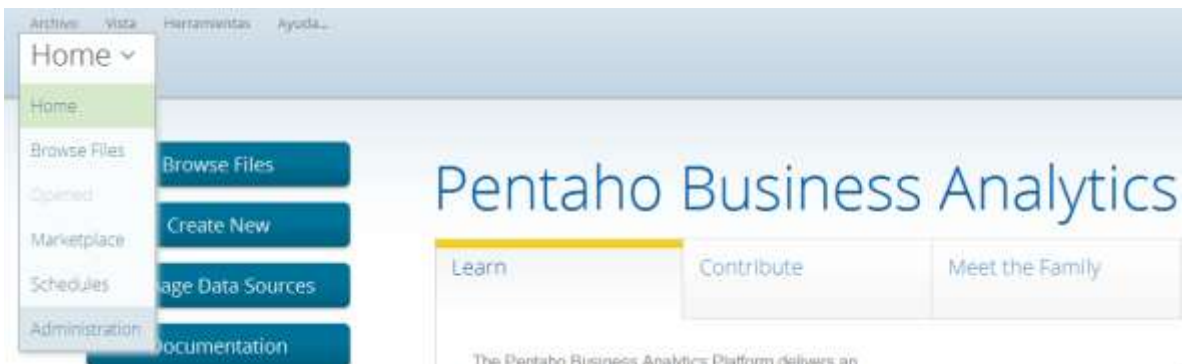 Archivo Vista Herramientas Ayuda...
Home
Home
Browse Files
Opened
Marketplace
Schedules
Administration
Browse Files
Create New
age Data Sources
ocumentation
Pentaho Business Analytics
Learn Contribute Meet the Family
The Pentaho Business Analytics Platform delivers an